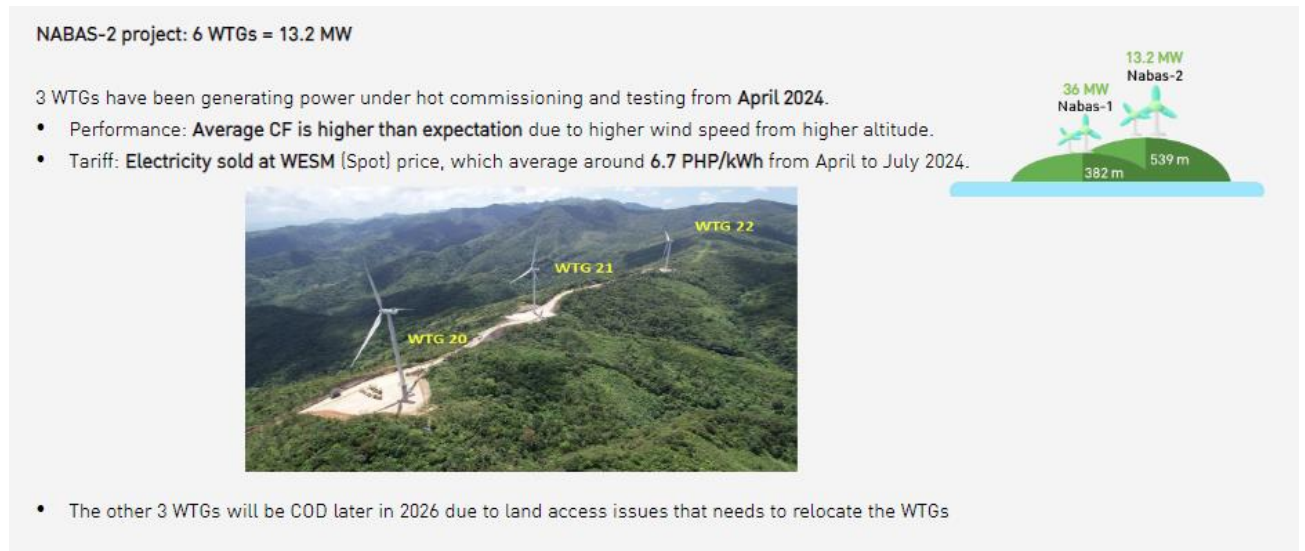 NABAS-2 project: 6 WTGs = 13.2 MW
13.2 MW
Nabas-2
36 MW
Nabas-1
539 m
382 m
3 WTGs have been generating power under hot commissioning and testing from April 2024.
• Performance: Average CF is higher than expectation due to higher wind speed from higher altitude.
• Tariff: Electricity sold at WESM (Spot) price, which average around 6.7 PHP/kWh from April to July 2024.
WTG 22
WTG 21
WTG 20
• The other 3 WTGs will be COD later in 2026 due to land access issues that needs to relocate the WTGs